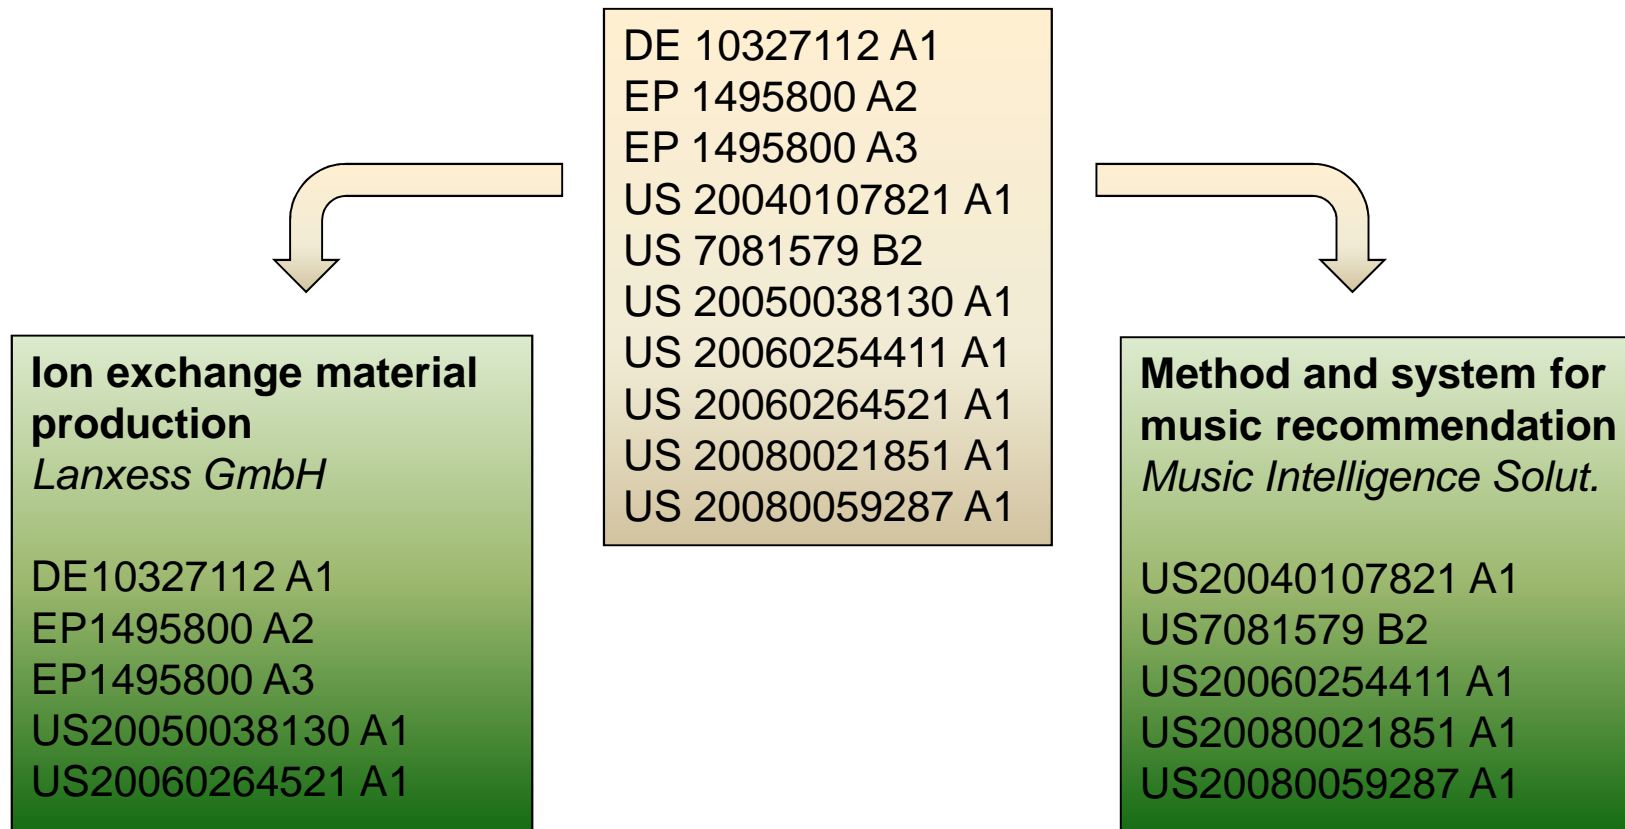 DE 10327112 A1
EP 1495800 A2
EP 1495800 A3
US 20040107821 A1
US 7081579 B2
US 20050038130 A1
US 20060254411 A1
US 20060264521 A1
US 20080021851 A1
US 20080059287 A1
Ion exchange material
production
Lanxess GmbH
DE10327112 A1
EP1495800 A2
EP1495800 A3
US20050038130 A1
US20060264521 A1
Method and system for
music recommendation
Music Intelligence Solut.
US20040107821 A1
US7081579 B2
US20060254411 A1
US20080021851 A1
US20080059287 A1